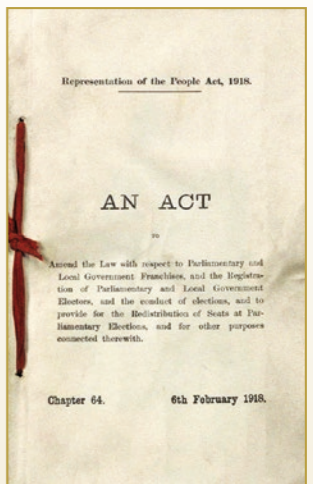 Representation of the People Act, 1918.
AN ACT
TO
Amend the Law with respect to Parliamentary and
Local Government Franchises, and the Registra-
tion of Parliamentary and Local Government
Electors, and the conduct of elections, and to
provide for the Redistribution of Seats at Par-
liamentary Elections, and for other purposes
connected therewith.
Chapter 64. 6th February 1918.